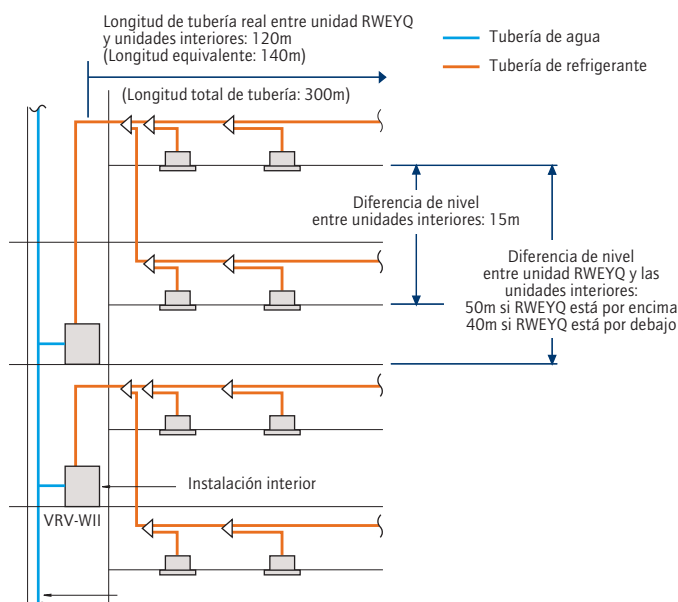 Longitud de tubería real entre unidad RWEYQ
y unidades interiores: 120m
(Longitud equivalente: 140m)
(Longitud total de tubería: 300m)
Tubería de agua
Tubería de refrigerante
Diferencia de nivel
entre unidades interiores: 15m
Diferencia de nivel
entre unidad RWEYQ y las
unidades interiores:
50m si RWEYQ está por encima
40m si RWEYQ está por debajo
Instalación interior
VRV-WII